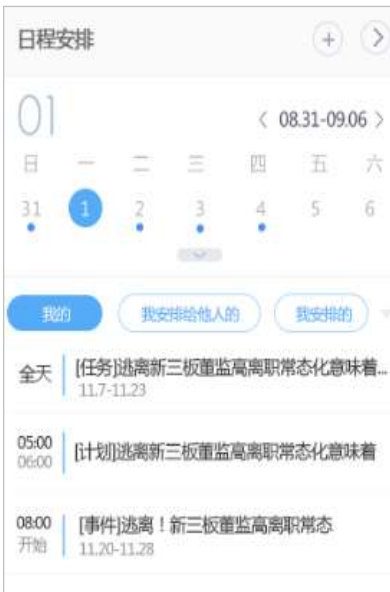 日程安排
01
08.31-09.06
日 一 二 三 四 五 六
31 1 2 3 4 5 6
我的 我安排给他人的 我安排的
全天 [任务]逃离新三板董监高离职常态化意味着...
11.7-11.23
05:00 [计划]逃离新三板董监高离职常态化意味着
06:00
08:00 [事件]逃离！新三板董监高离职常态
开始 11.20-11.28